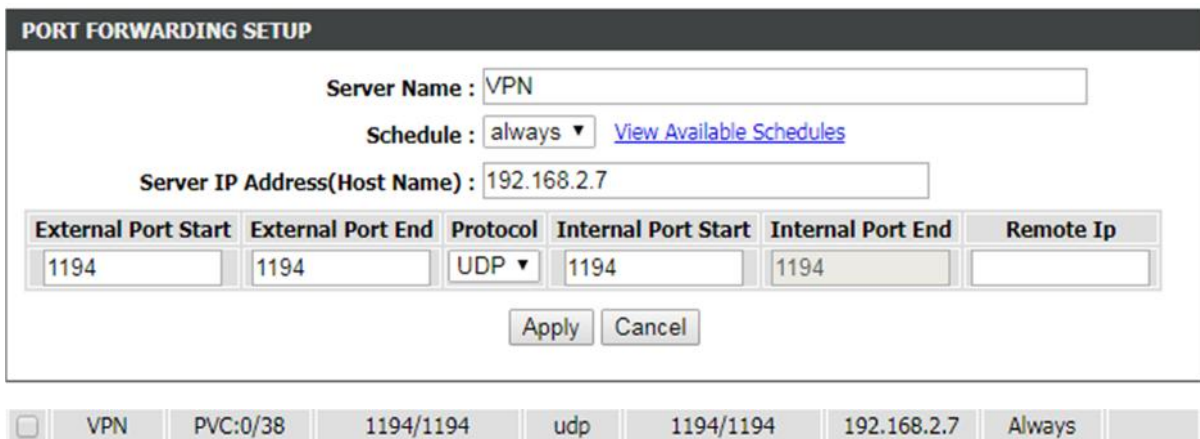 PORT FORWARDING SETUP
Server Name : VPN
Schedule : always View Available Schedules
Server IP Address(Host Name) : 192.168.2.7
External Port Start External Port End Protocol Internal Port Start Internal Port End Remote Ip
1194 1194 UDP 1194 1194
Apply Cancel
VPN PVC:0/38 1194/1194 udp 1194/1194 192.168.2.7 Always